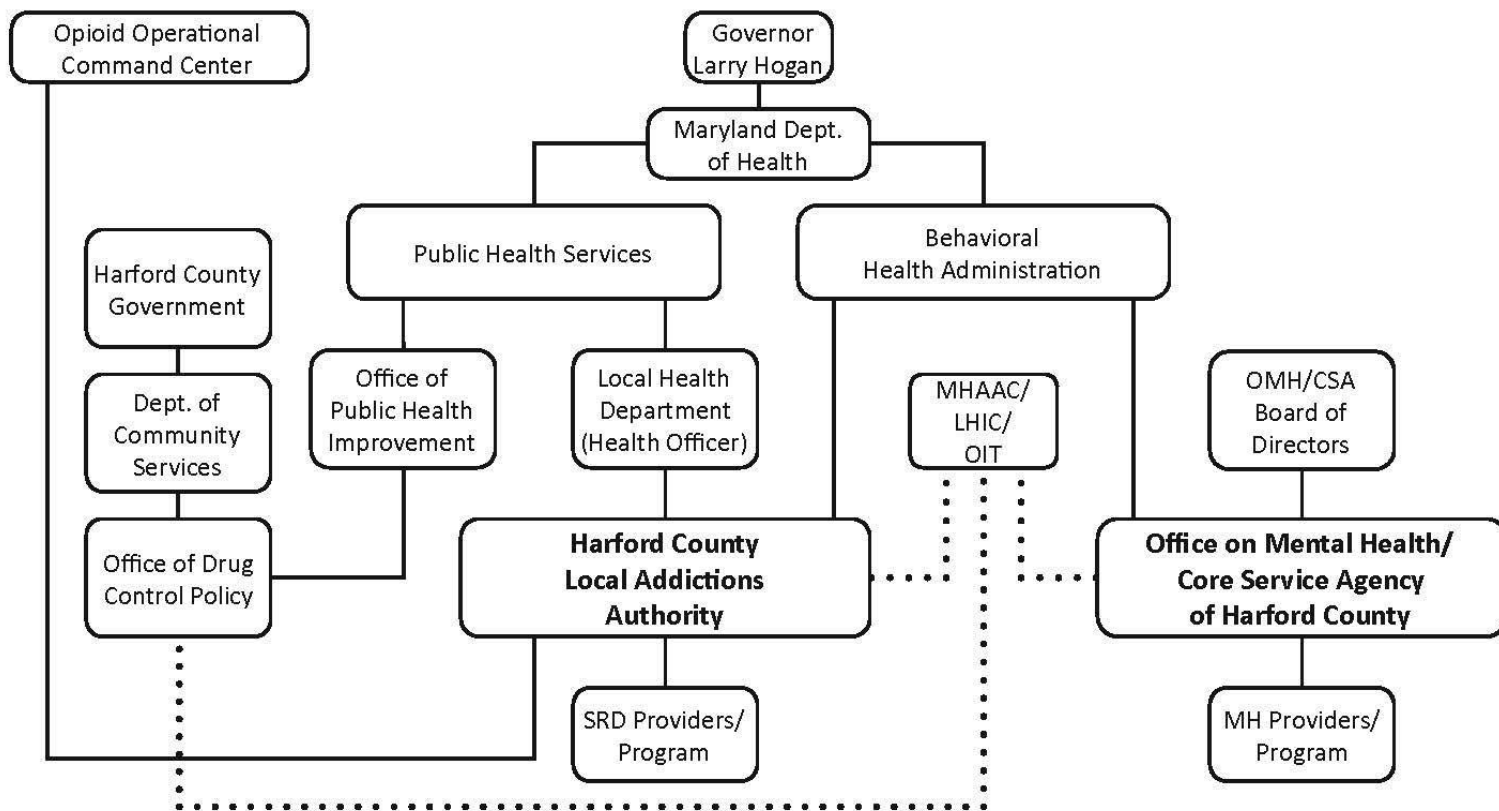 Opioid Operational
Command Center
Governor
Larry Hogan
Maryland Dept.
of Health
Public Health Services
Behavioral
Health Administration
Harford County
Government
Dept. of
Community
Services
Office of Drug
Control Policy
Office of
Public Health
Improvement
Local Health
Department
(Health Officer)
MHAAC/
LHIC/
OIT
OMH/CSA
Board of
Directors
Harford County
Local Addictions
Authority
Office on Mental Health/
Core Service Agency
of Harford County
SRD Providers/
Program
MH Providers/
Program